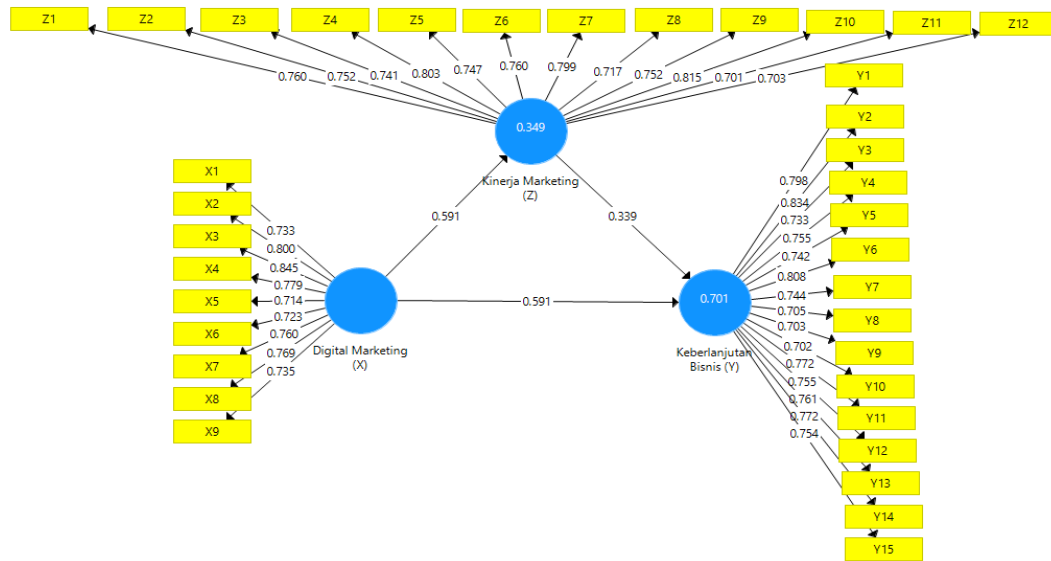 Z1
Z2
Z3
Z4
Z5
Z6
Z7
Z8
Z9
Z10
Z11
Z12
0.760
0.752
0.741
0.803
0.747
0.760
0.799
0.717
0.752
0.815
0.701
0.703
0.349
Kinerja Marketing
(Z)
X1
X2
X3
X4
X5
X6
X7
X8
X9
0.733
0.800
0.845
0.779
0.714
0.723
0.760
0.769
0.735
Digital Marketing
(X)
0.591
0.339
0.591
0.701
Keberlanjutan
Bisnis (Y)
0.798
0.834
0.733
0.755
0.742
0.808
0.744
0.705
0.703
0.702
0.772
0.755
0.761
0.772
0.754
Y1
Y2
Y3
Y4
Y5
Y6
Y7
Y8
Y9
Y10
Y11
Y12
Y13
Y14
Y15